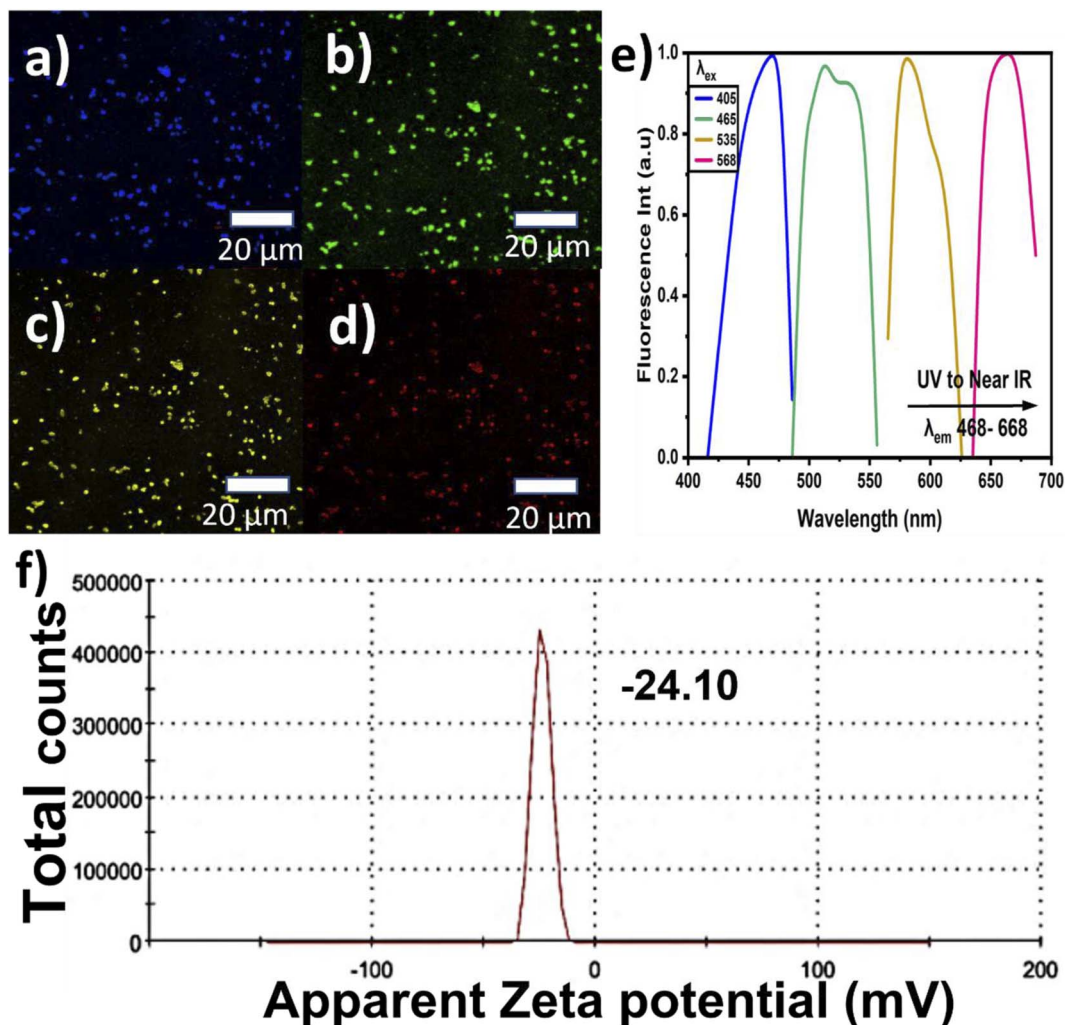 a)
20 μm
b)
20 μm
c)
20 μm
d)
20 μm
e)
Fluorescence Int (a.u)
1.0
0.8
0.6
0.4
0.2
0.0
λex
405
465
535
568
UV to Near IR
λem 468- 668
400 450 500 550 600 650 700
Wavelength (nm)
f)
Total counts
500000
400000
300000
200000
100000
0
-24.10
-100 0 100 200
Apparent Zeta potential (mV)